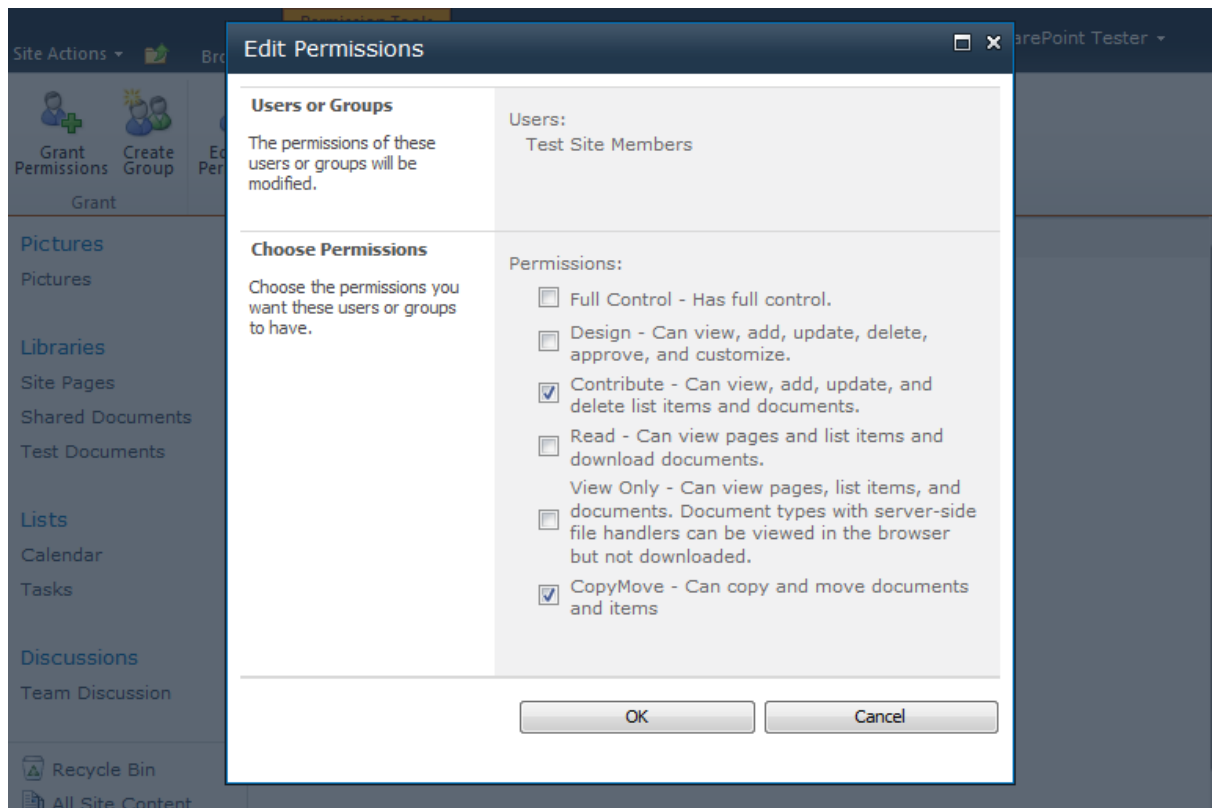 Permission Tools
Site Actions
Edit Permissions
arePoint Tester
Grant Permissions
Create Group
Grant
Pictures
Pictures
Libraries
Site Pages
Shared Documents
Test Documents
Lists
Calendar
Tasks
Discussions
Team Discussion
Recycle Bin
All Site Content
Users or Groups
The permissions of these
users or groups will be
modified.
Users:
Test Site Members
Choose Permissions
Choose the permissions you
want these users or groups
to have.
Permissions:
Full Control - Has full control.
Design - Can view, add, update, delete,
approve, and customize.
Contribute - Can view, add, update, and
delete list items and documents.
Read - Can view pages and list items and
download documents.
View Only - Can view pages, list items, and
documents. Document types with server-side
file handlers can be viewed in the browser
but not downloaded.
CopyMove - Can copy and move documents
and items
OK
Cancel